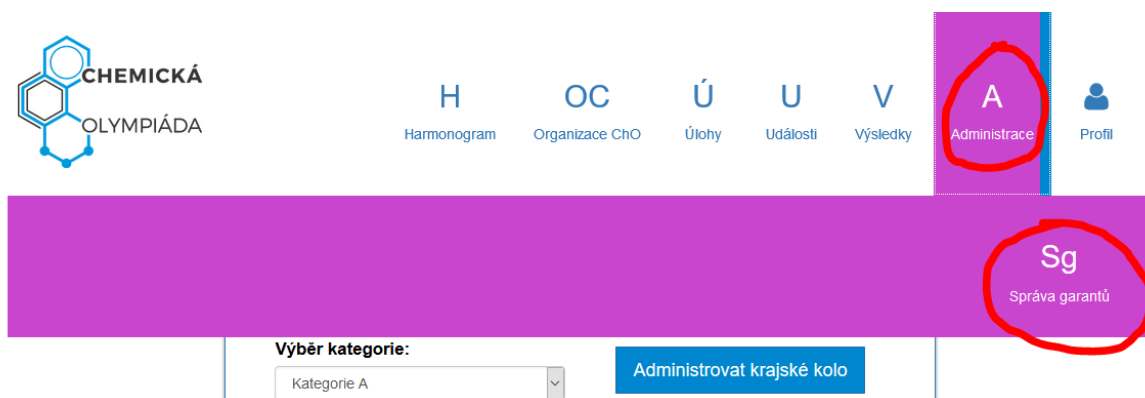 CHEMICKÁ
OLYMPIÁDA
H
Harmonogram
OC
Organizace ChO
Ú
Úlohy
U
Události
V
Výsledky
A
Administrace
Profil
Sg
Správa garantů
Výběr kategorie:
Kategorie A
Administrovat krajské kolo